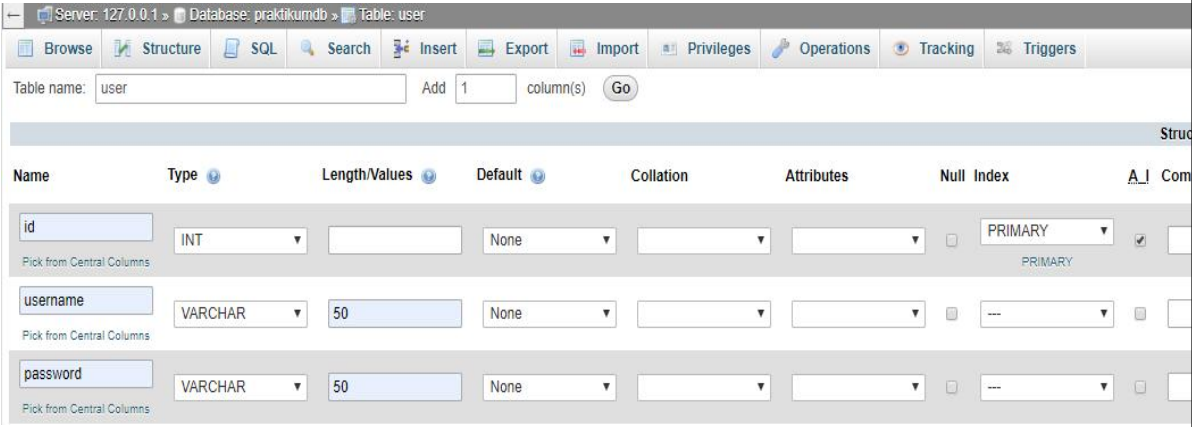 Server: 127.0.0.1 » Database: praktikumdb » Table: user
Browse Structure SQL Search Insert Export Import Privileges Operations Tracking Triggers
Table name: user Add 1 column(s) Go
Struc
Name Type Length/Values Default Collation Attributes Null Index A_I Com
id INT None PRIMARY
Pick from Central Columns PRIMARY
username VARCHAR 50 None ---
Pick from Central Columns
password VARCHAR 50 None ---
Pick from Central Columns